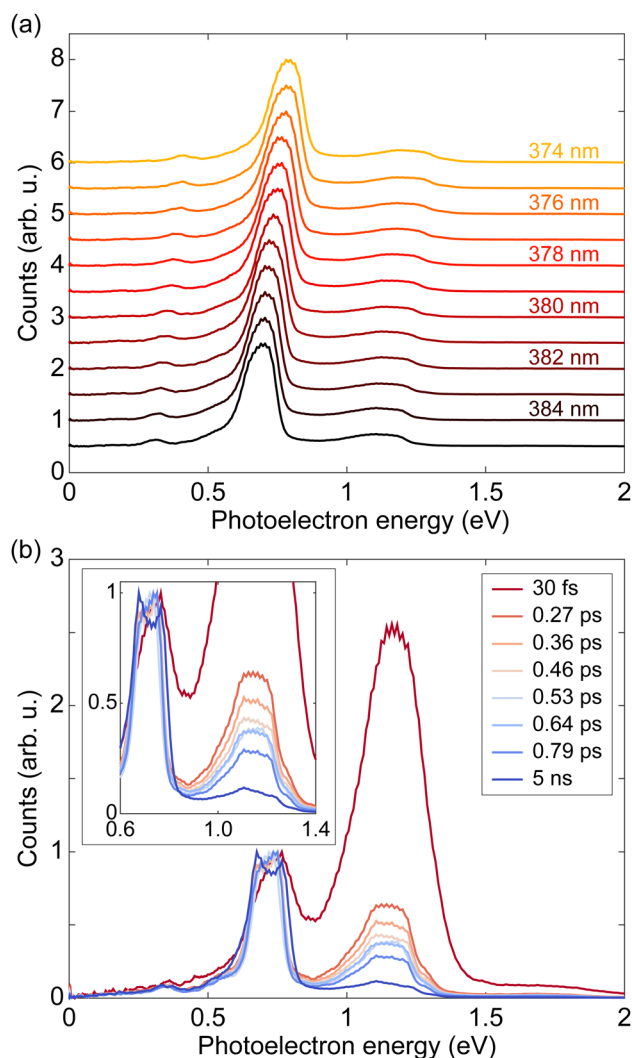 (a)
8
7
6
5
4
3
2
1
0
Counts (arb. u.)
374 nm
376 nm
378 nm
380 nm
382 nm
384 nm
0 0.5 1 1.5 2
Photoelectron energy (eV)
(b)
3
2
1
0
Counts (arb. u.)
1
0.5
0
0.6 1.0 1.4
30 fs
0.27 ps
0.36 ps
0.46 ps
0.53 ps
0.64 ps
0.79 ps
5 ns
0 0.5 1 1.5 2
Photoelectron energy (eV)